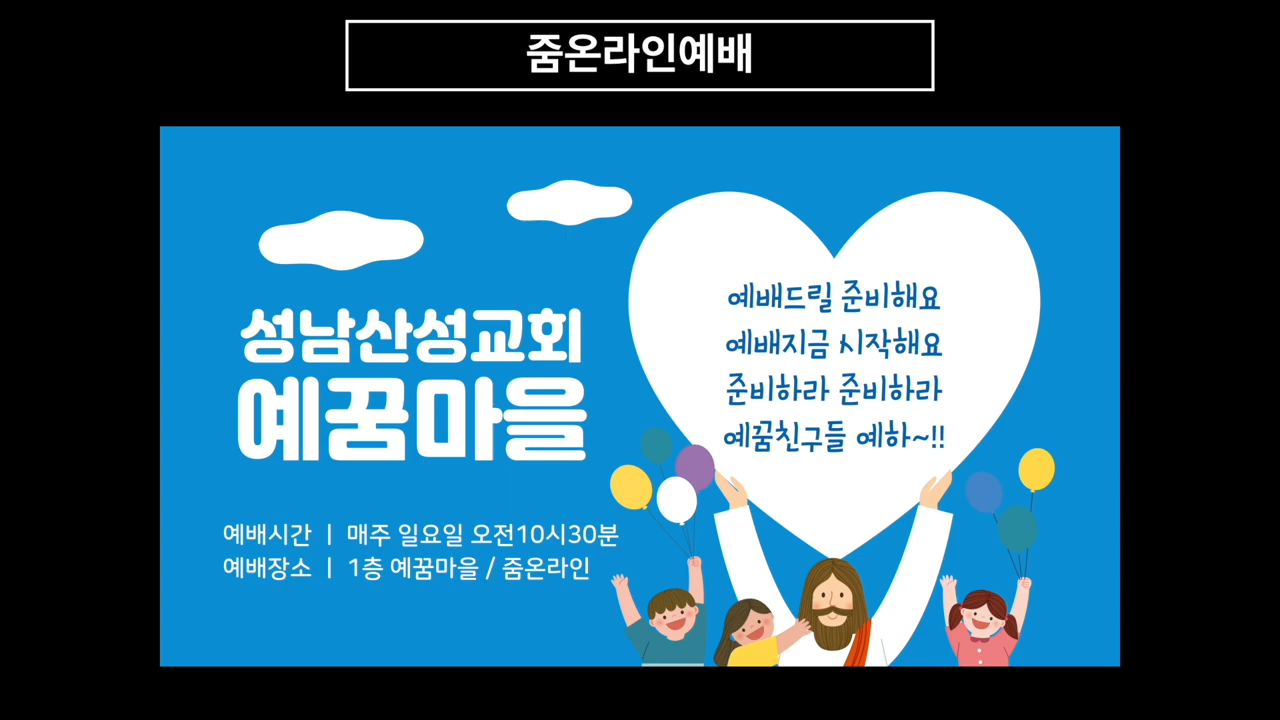 줌온라인예배
성남산성교회
예꿈마을
예배시간 ㅣ 매주 일요일 오전10시30분
예배장소 ㅣ 1층 예꿈마을 / 줌온라인
예배드릴 준비해요
예배지금 시작해요
준비하라 준비하라
예꿈친구들 예하~!!